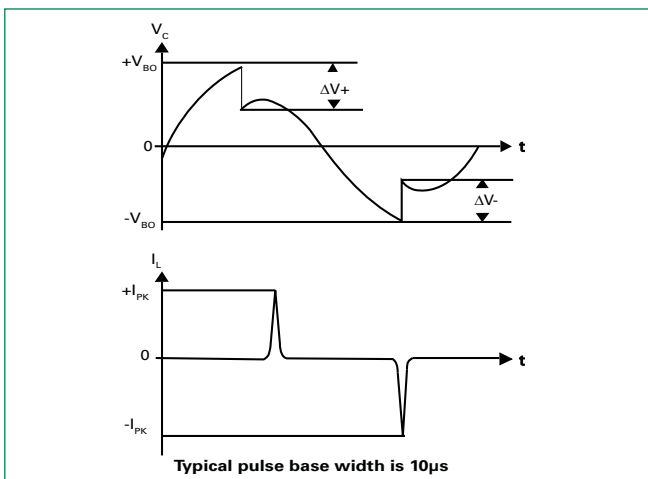 V_C
+V_BO
ΔV+
0
t
ΔV-
-V_BO
I_L
+I_PK
0
t
-I_PK
Typical pulse base width is 10µs